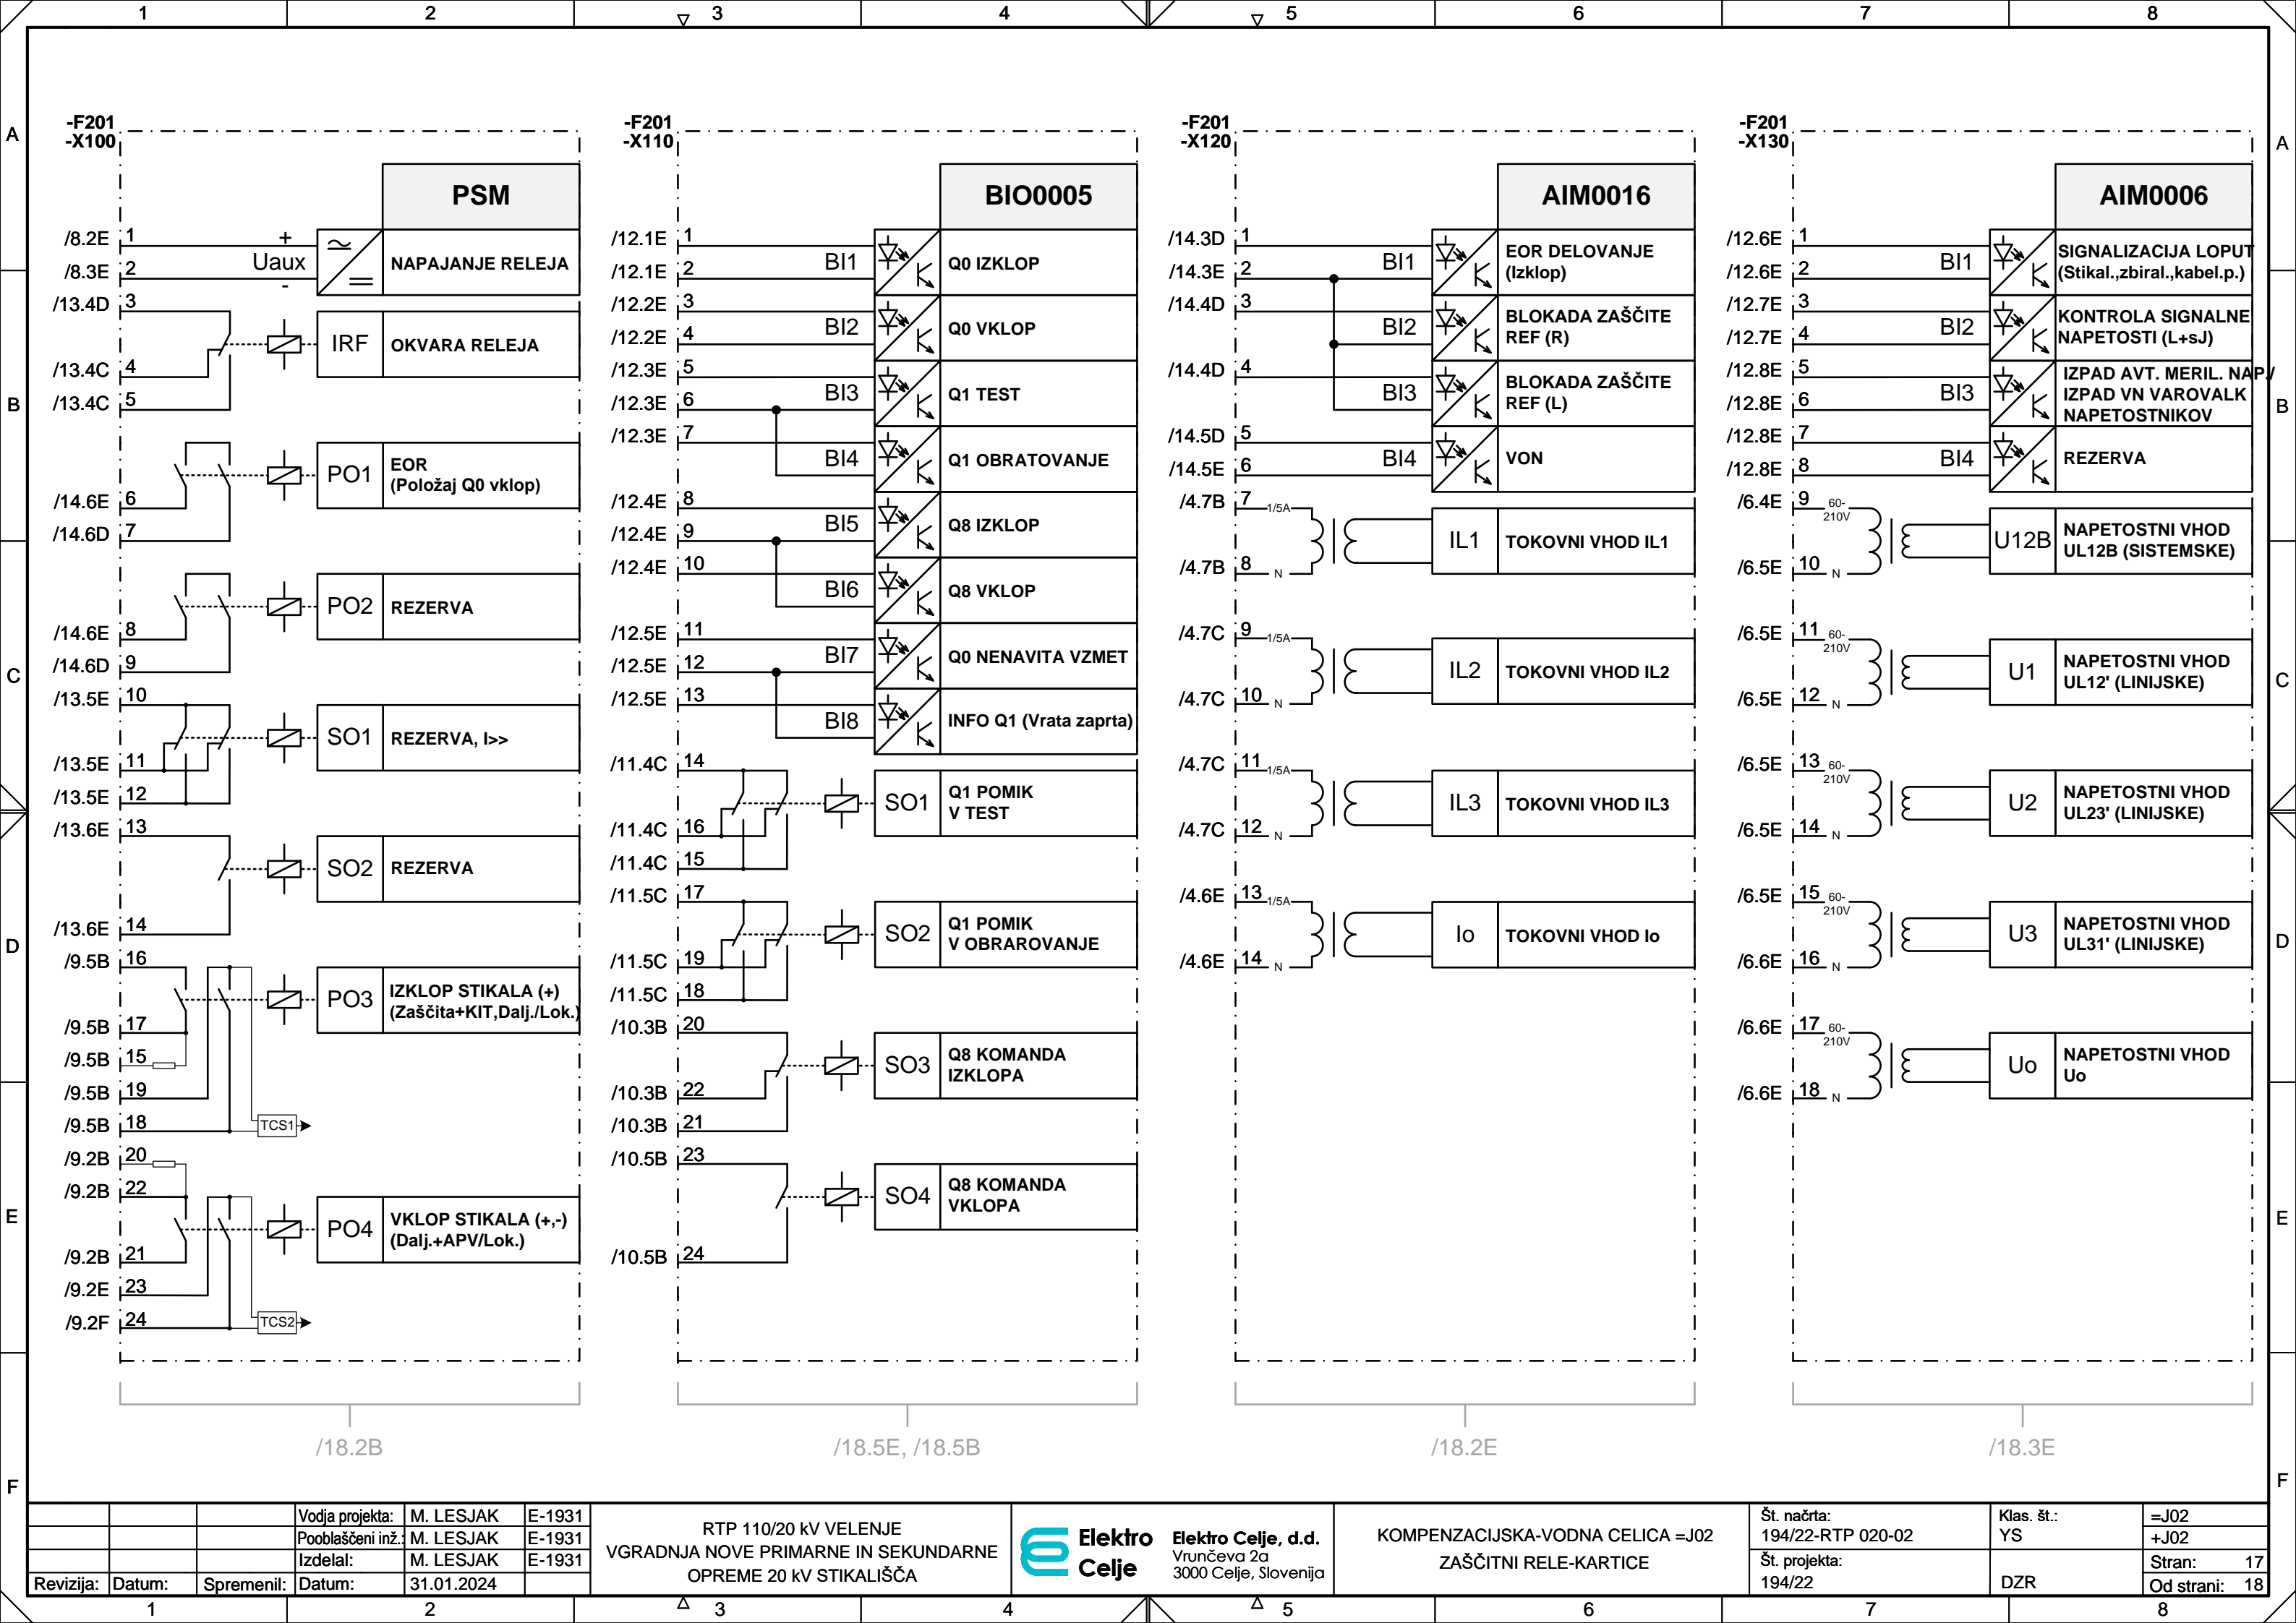 1 2 3 4 5 6 7 8
A A
B B
C C
D D
E E
F F
-F201
-X100
PSM
/8.2E 1 +
Uaux
/8.3E 2 -
NAPAJANJE RELEJA
/13.4D 3
/13.4C 4
/13.4C 5
IRF OKVARA RELEJA
/14.6E 6
/14.6D 7
PO1 EOR
(Položaj Q0 vklop)
/14.6E 8
/14.6D 9
PO2 REZERVA
/13.5E 10
/13.5E 11
/13.5E 12
SO1 REZERVA, I>>
/13.6E 13
/13.6E 14
SO2 REZERVA
/9.5B 16
/9.5B 17
/9.5B 15
/9.5B 19
/9.5B 18
PO3 IZKLOP STIKALA (+)
(Zaščita+KIT,Dalj./Lok.)
TCS1
/9.2B 20
/9.2B 22
/9.2B 21
/9.2E 23
/9.2F 24
PO4 VKLOP STIKALA (+,-)
(Dalj.+APV/Lok.)
TCS2
/18.2B
-F201
-X110
BIO0005
/12.1E 1
/12.1E 2
BI1 Q0 IZKLOP
/12.2E 3
/12.2E 4
BI2 Q0 VKLOP
/12.3E 5
/12.3E 6
BI3 Q1 TEST
/12.3E 7
BI4 Q1 OBRATOVANJE
/12.4E 8
/12.4E 9
BI5 Q8 IZKLOP
/12.4E 10
BI6 Q8 VKLOP
/12.5E 11
/12.5E 12
BI7 Q0 NENAVITA VZMET
/12.5E 13
BI8 INFO Q1 (Vrata zaprta)
/11.4C 14
/11.4C 16
/11.4C 15
SO1 Q1 POMIK
V TEST
/11.5C 17
/11.5C 19
/11.5C 18
SO2 Q1 POMIK
V OBRAROVANJE
/10.3B 20
/10.3B 22
/10.3B 21
SO3 Q8 KOMANDA
IZKLOPA
/10.5B 23
/10.5B 24
SO4 Q8 KOMANDA
VKLOPA
/18.5E, /18.5B
-F201
-X120
AIM0016
/14.3D 1
/14.3E 2
BI1 EOR DELOVANJE
(Izklop)
/14.4D 3
BI2 BLOKADA ZAŠČITE
REF (R)
/14.4D 4
BI3 BLOKADA ZAŠČITE
REF (L)
/14.5D 5
/14.5E 6
BI4 VON
/4.7B 7 1/5A
/4.7B 8 N
IL1 TOKOVNI VHOD IL1
/4.7C 9 1/5A
/4.7C 10 N
IL2 TOKOVNI VHOD IL2
/4.7C 11 1/5A
/4.7C 12 N
IL3 TOKOVNI VHOD IL3
/4.6E 13 1/5A
/4.6E 14 N
Io TOKOVNI VHOD Io
/18.2E
-F201
-X130
AIM0006
/12.6E 1
/12.6E 2
BI1 SIGNALIZACIJA LOPUT
(Stikal.,zbiral.,kabel.p.)
/12.7E 3
/12.7E 4
BI2 KONTROLA SIGNALNE
NAPETOSTI (L+sJ)
/12.8E 5
/12.8E 6
BI3 IZPAD AVT. MERIL. NAP./
IZPAD VN VAROVALK
NAPETOSTNIKOV
/12.8E 7
/12.8E 8
BI4 REZERVA
/6.4E 9 60-
210V
/6.5E 10 N
U12B NAPETOSTNI VHOD
UL12B (SISTEMSKE)
/6.5E 11 60-
210V
/6.5E 12 N
U1 NAPETOSTNI VHOD
UL12' (LINIJSKE)
/6.5E 13 60-
210V
/6.5E 14 N
U2 NAPETOSTNI VHOD
UL23' (LINIJSKE)
/6.5E 15 60-
210V
/6.6E 16 N
U3 NAPETOSTNI VHOD
UL31' (LINIJSKE)
/6.6E 17 60-
210V
/6.6E 18 N
Uo NAPETOSTNI VHOD
Uo
/18.3E
Vodja projekta: M. LESJAK E-1931
Pooblaščeni inž.: M. LESJAK E-1931
Izdelal: M. LESJAK E-1931
Revizija: Datum: Spremenil: Datum: 31.01.2024
RTP 110/20 kV VELENJE
VGRADNJA NOVE PRIMARNE IN SEKUNDARNE
OPREME 20 kV STIKALIŠČA
Elektro
Celje
Elektro Celje, d.d.
Vrunčeva 2a
3000 Celje, Slovenija
KOMPENZACIJSKA-VODNA CELICA =J02
ZAŠČITNI RELE-KARTICE
Št. načrta:
194/22-RTP 020-02
Št. projekta:
194/22
Klas. št.:
YS
DZR
=J02
+J02
Stran: 17
Od strani: 18
1 2 3 4 5 6 7 8